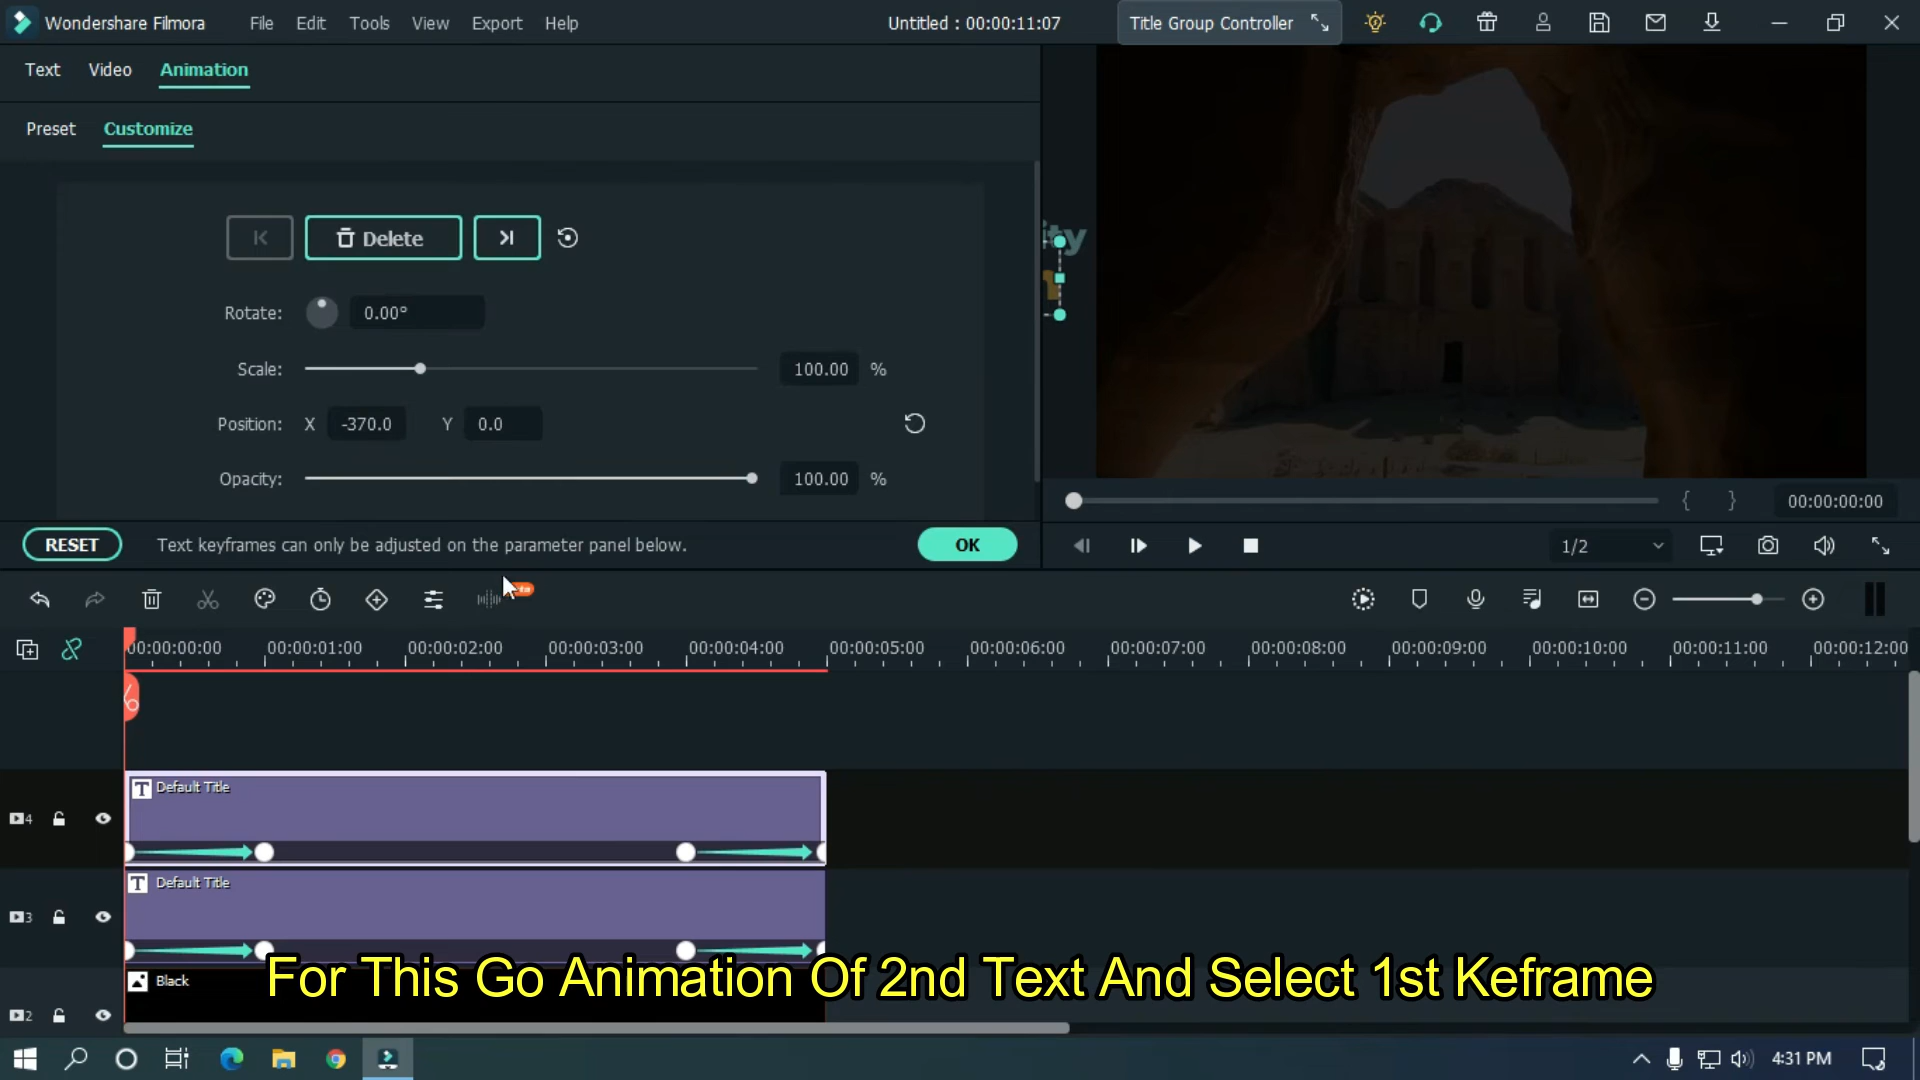 Wondershare Filmora File Edit Tools View Export Help Untitled : 00:00:11:07 Title Group Controller
Text Video Animation
Preset Customize
Delete
Rotate: 0.00°
Scale: 100.00 %
Position: X -370.0 Y 0.0
Opacity: 100.00 %
ity
00:00:00:00
RESET Text keyframes can only be adjusted on the parameter panel below. OK
1/2
00:00:00:00 00:00:01:00 00:00:02:00 00:00:03:00 00:00:04:00 00:00:05:00 00:00:06:00 00:00:07:00 00:00:08:00 00:00:09:00 00:00:10:00 00:00:11:00 00:00:12:00
T Default Title
4
T Default Title
3
Black
2
For This Go Animation Of 2nd Text And Select 1st Keframe
4:31 PM